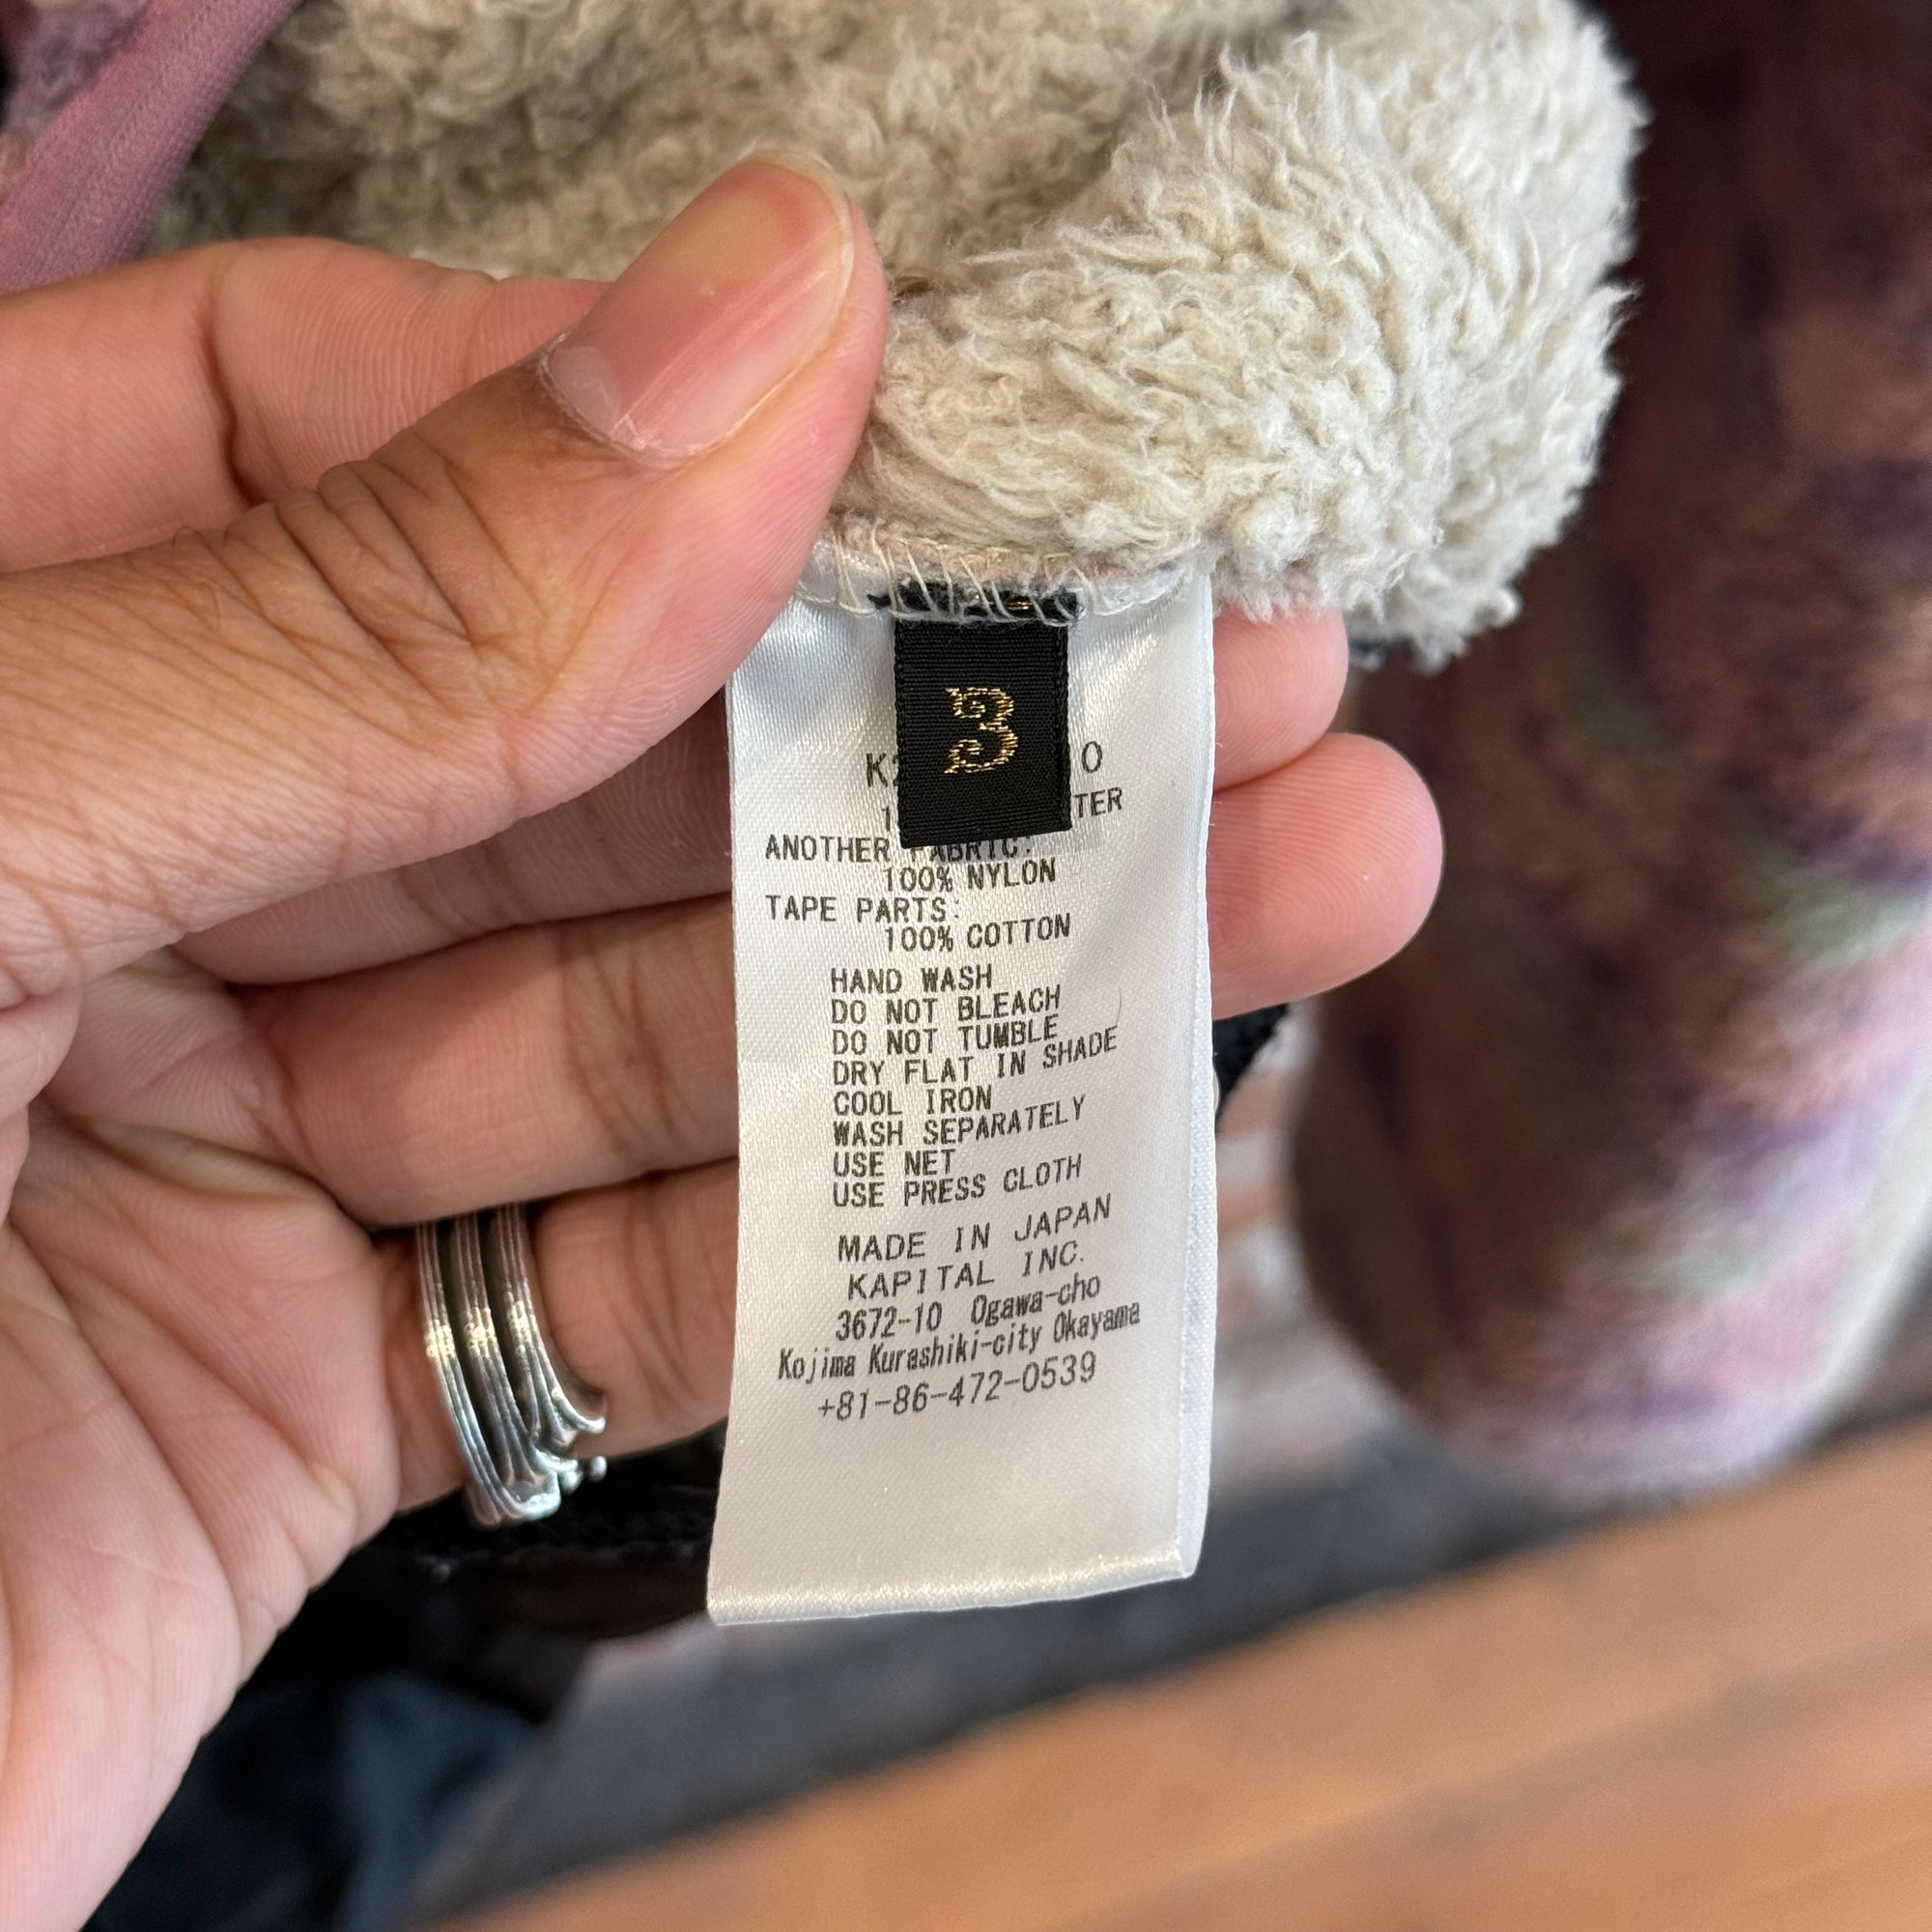 3
ANOTHER FABRIC:
100% NYLON
TAPE PARTS:
100% COTTON
HAND WASH
DO NOT BLEACH
DO NOT TUMBLE
DRY FLAT IN SHADE
COOL IRON
WASH SEPARATELY
USE NET
USE PRESS CLOTH
MADE IN JAPAN
KAPITAL INC.
3672-10 Ogawa-cho
Kojima Kurashiki-city Okayama
+81-86-472-0539